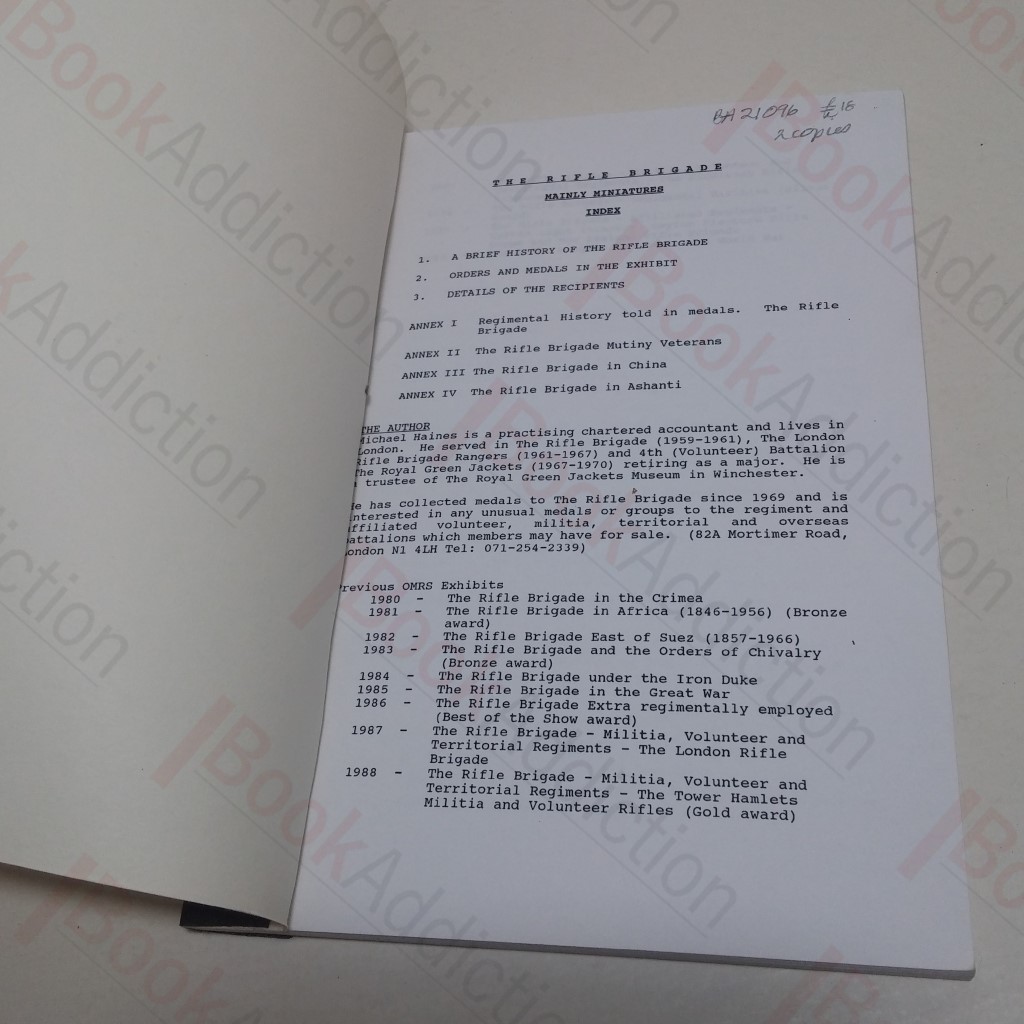 BA 21096 £16
2 copies
THE RIFLE BRIGADE
MAINLY MINIATURES
INDEX
1. A BRIEF HISTORY OF THE RIFLE BRIGADE
2. ORDERS AND MEDALS IN THE EXHIBIT
3. DETAILS OF THE RECIPIENTS
ANNEX I Regimental History told in medals. The Rifle
Brigade
ANNEX II The Rifle Brigade Mutiny Veterans
ANNEX III The Rifle Brigade in China
ANNEX IV The Rifle Brigade in Ashanti
THE AUTHOR
Michael Haines is a practising chartered accountant and lives in
London. He served in The Rifle Brigade (1959-1961), The London
Rifle Brigade Rangers (1961-1967) and 4th (Volunteer) Battalion
The Royal Green Jackets (1967-1970) retiring as a major. He is
a trustee of The Royal Green Jackets Museum in Winchester.
He has collected medals to The Rifle Brigade since 1969 and is
interested in any unusual medals or groups to the regiment and
affiliated volunteer, militia, territorial and overseas
battalions which members may have for sale. (82A Mortimer Road,
London N1 4LH Tel: 071-254-2339)
Previous OMRS Exhibits
1980 - The Rifle Brigade in the Crimea
1981 - The Rifle Brigade in Africa (1846-1956) (Bronze
award)
1982 - The Rifle Brigade East of Suez (1857-1966)
1983 - The Rifle Brigade and the Orders of Chivalry
(Bronze award)
1984 - The Rifle Brigade under the Iron Duke
1985 - The Rifle Brigade in the Great War
1986 - The Rifle Brigade Extra regimentally employed
(Best of the Show award)
1987 - The Rifle Brigade - Militia, Volunteer and
Territorial Regiments - The London Rifle
Brigade
1988 - The Rifle Brigade - Militia, Volunteer and
Territorial Regiments - The Tower Hamlets
Militia and Volunteer Rifles (Gold award)
BookAddiction